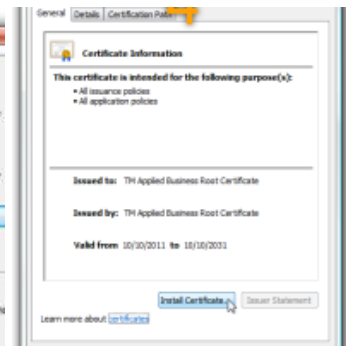 General Details Certification Path
Certificate Information
This certificate is intended for the following purpose(s):
• All issuance policies
• All application policies
Issued to: TM Applied Business Root Certificate
Issued by: TM Applied Business Root Certificate
Valid from 10/10/2011 to 10/10/2031
Install Certificate... Issuer Statement
Learn more about certificates